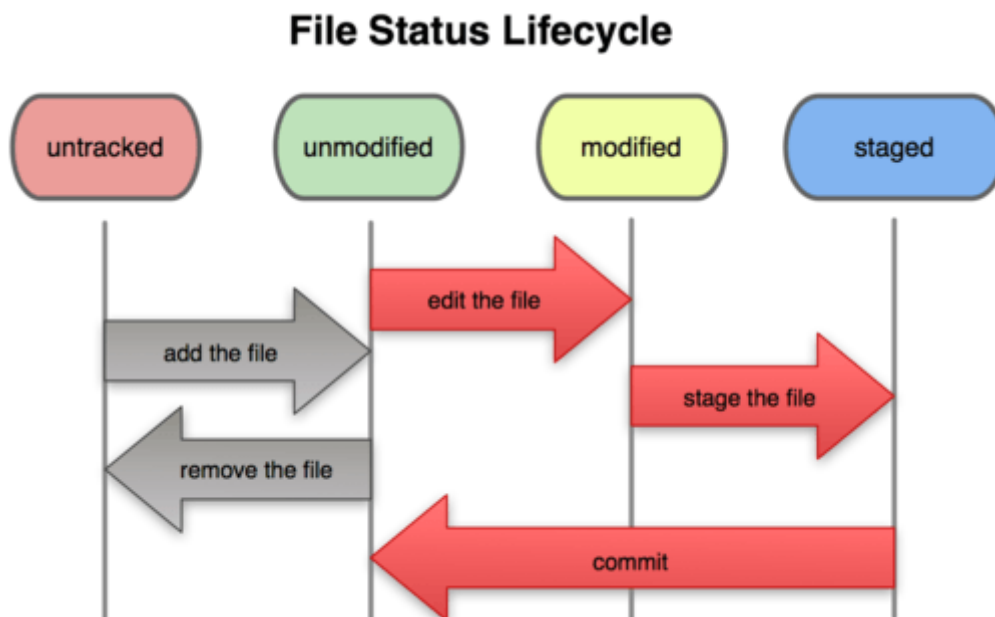 File Status Lifecycle
untracked
unmodified
modified
staged
edit the file
add the file
stage the file
remove the file
commit